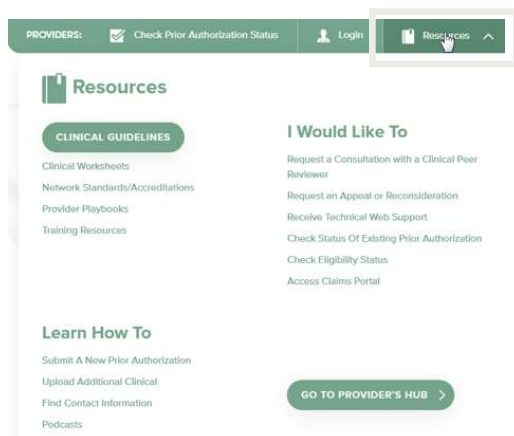 PROVIDERS: Check Prior Authorization Status Login Resources
Resources
CLINICAL GUIDELINES
Clinical Worksheets
Network Standards/Accreditations
Provider Playbooks
Training Resources
I Would Like To
Request a Consultation with a Clinical Peer
Reviewer
Request an Appeal or Reconsideration
Receive Technical Web Support
Check Status Of Existing Prior Authorization
Check Eligibility Status
Access Claims Portal
Learn How To
Submit A New Prior Authorization
Upload Additional Clinical
Find Contact Information
Podcasts
GO TO PROVIDER'S HUB